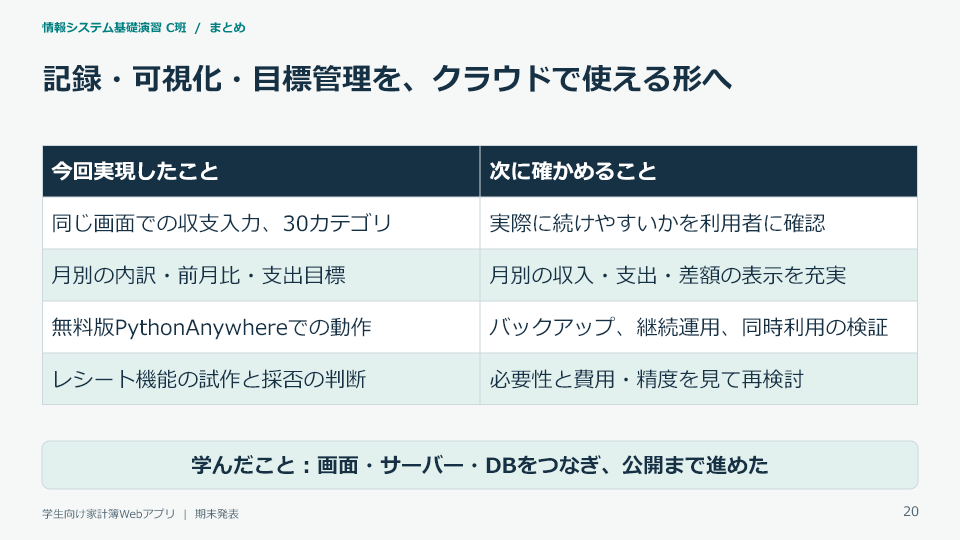 情報システム基礎演習 C班 / まとめ
記録・可視化・目標管理を、クラウドで使える形へ
今回実現したこと
次に確かめること
同じ画面での収支入力、30カテゴリ
実際に続けやすいかを利用者に確認
月別の内訳・前月比・支出目標
月別の収入・支出・差額の表示を充実
無料版PythonAnywhereでの動作
バックアップ、継続運用、同時利用の検証
レシート機能の試作と採否の判断
必要性と費用・精度を見て再検討
学んだこと：画面・サーバー・DBをつなぎ、公開まで進めた
学生向け家計簿Webアプリ | 期末発表
20